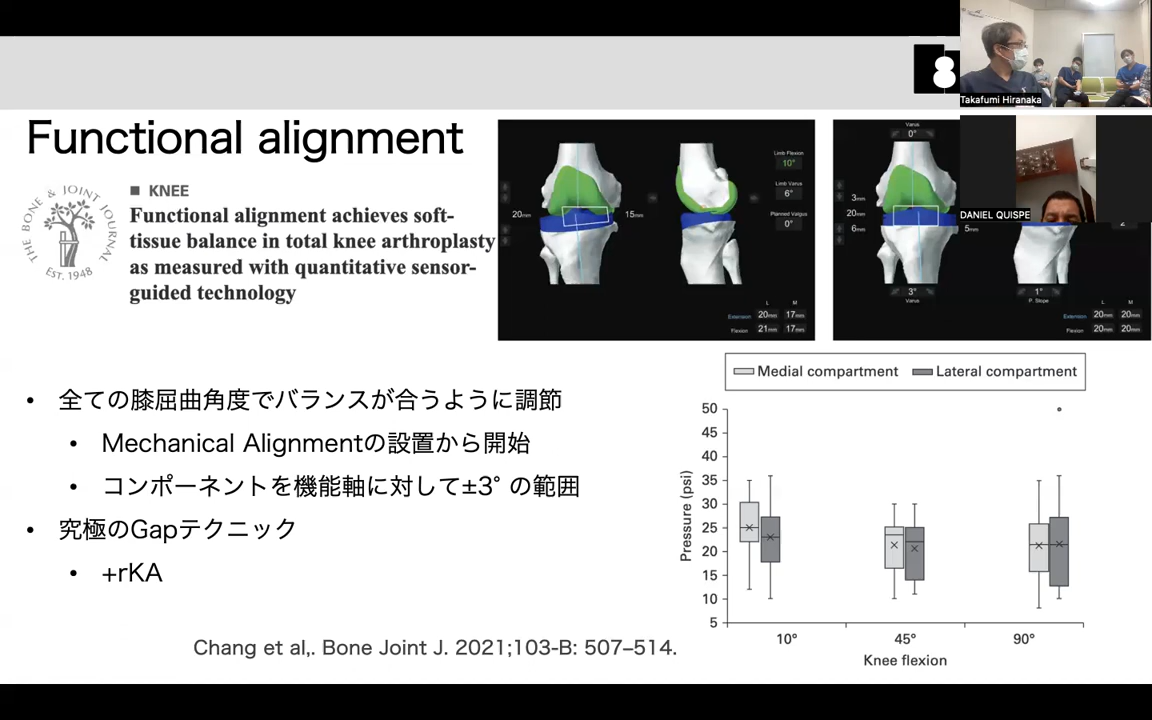 Takafumi Hiranaka
DANIEL QUISPE
Functional alignment
THE BONE & JOINT JOURNAL
EST. 1948
■ KNEE
Functional alignment achieves soft-
tissue balance in total knee arthroplasty
as measured with quantitative sensor-
guided technology
Limb Flexion
10°
Limb Varus
6°
Planned Valgus
0°
20mm
15mm
L M
Extension 20mm 17mm
Flexion 21mm 17mm
Varus
0°
3mm
20mm
6mm
5mm
3°
Varus
1°
P. Slope
L M
Extension 20mm 20mm
Flexion 20mm 20mm
• 全ての膝屈曲角度でバランスが合うように調節
• Mechanical Alignmentの設置から開始
• コンポーネントを機能軸に対して±3° の範囲
• 究極のGapテクニック
• +rKA
Medial compartment Lateral compartment
Pressure (psi)
50
45
40
35
30
25
20
15
10
5
10° 45° 90°
Knee flexion
Chang et al,. Bone Joint J. 2021;103-B: 507–514.